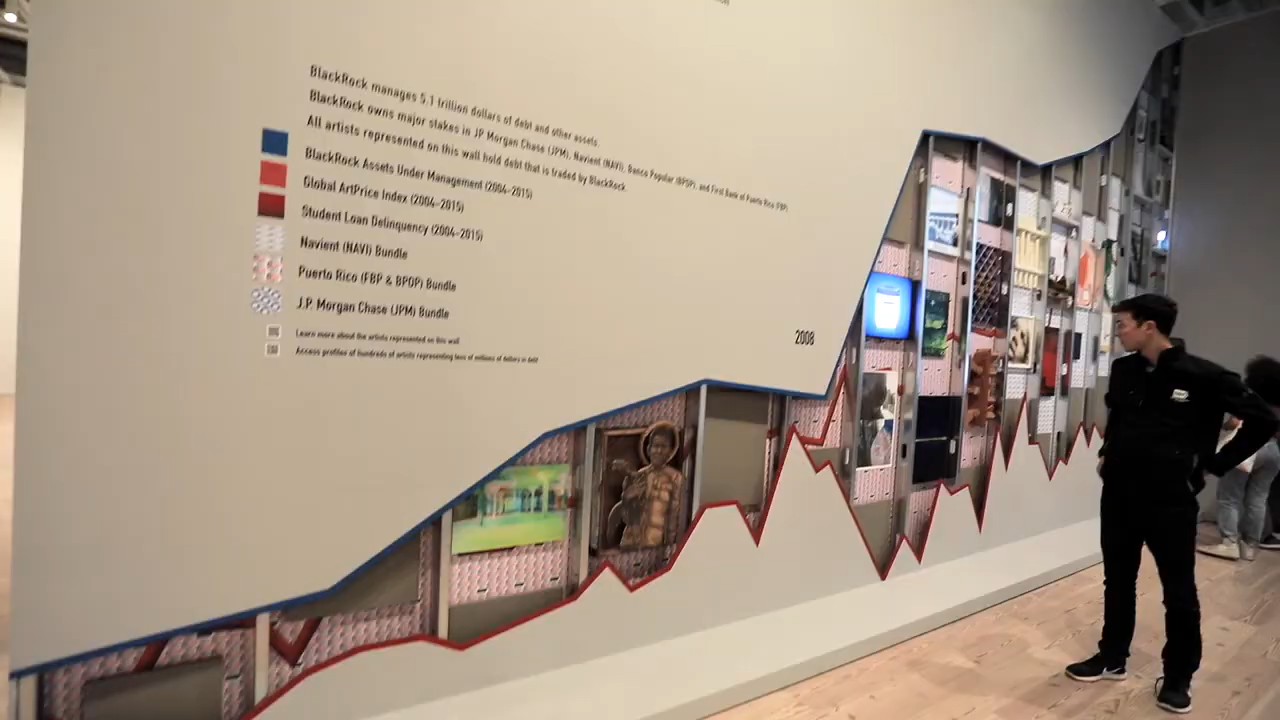 BlackRock manages 5.1 trillion dollars of debt and other assets.
BlackRock owns major stakes in JP Morgan Chase (JPM), Navient (NAVI), Banco Popular (BPOP), and First Bank of Puerto Rico (FBP)
All artists represented on this wall hold debt that is traded by BlackRock.
BlackRock Assets Under Management (2004–2015)
Global ArtPrice Index (2004–2015)
Student Loan Delinquency (2004–2015)
Navient (NAVI) Bundle
Puerto Rico (FBP & BPOP) Bundle
J.P. Morgan Chase (JPM) Bundle
Learn more about the artists represented on this wall
Access profiles of hundreds of artists representing tens of millions of dollars in debt
2008